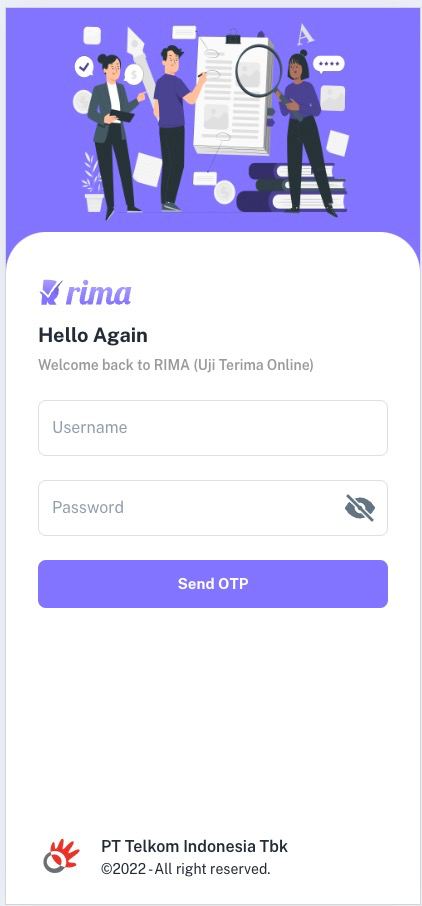 A
rima
Hello Again
Welcome back to RIMA (Uji Terima Online)
Username
Password
Send OTP
PT Telkom Indonesia Tbk
©2022 - All right reserved.